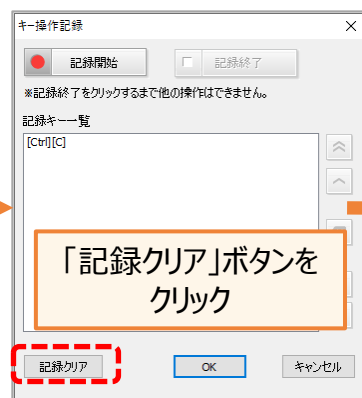 キー操作記録
記録開始
記録終了
※記録終了をクリックするまで他の操作はできません。
記録キー一覧
[Ctrl][C]
「記録クリア」ボタンを
クリック
記録クリア
OK
キャンセル